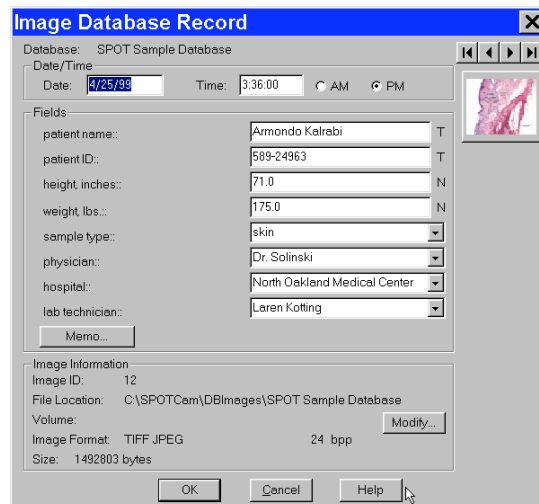 Image Database Record
Database: SPOT Sample Database
Date/Time
Date: 4/25/99 Time: 3:36:00 AM PM
Fields
patient name:: Armondo Kalrabi T
patient ID:: 589-24963 T
height, inches:: 71.0 N
weight, lbs.:: 175.0 N
sample type:: skin
physician:: Dr. Solinski
hospital:: North Oakland Medical Center
lab technician:: Laren Kotting
Memo...
Image Information
Image ID: 12
File Location: C:\SPOTCam\DBImages\SPOT Sample Database
Volume: Modify...
Image Format: TIFF JPEG 24 bpp
Size: 1492803 bytes
OK Cancel Help